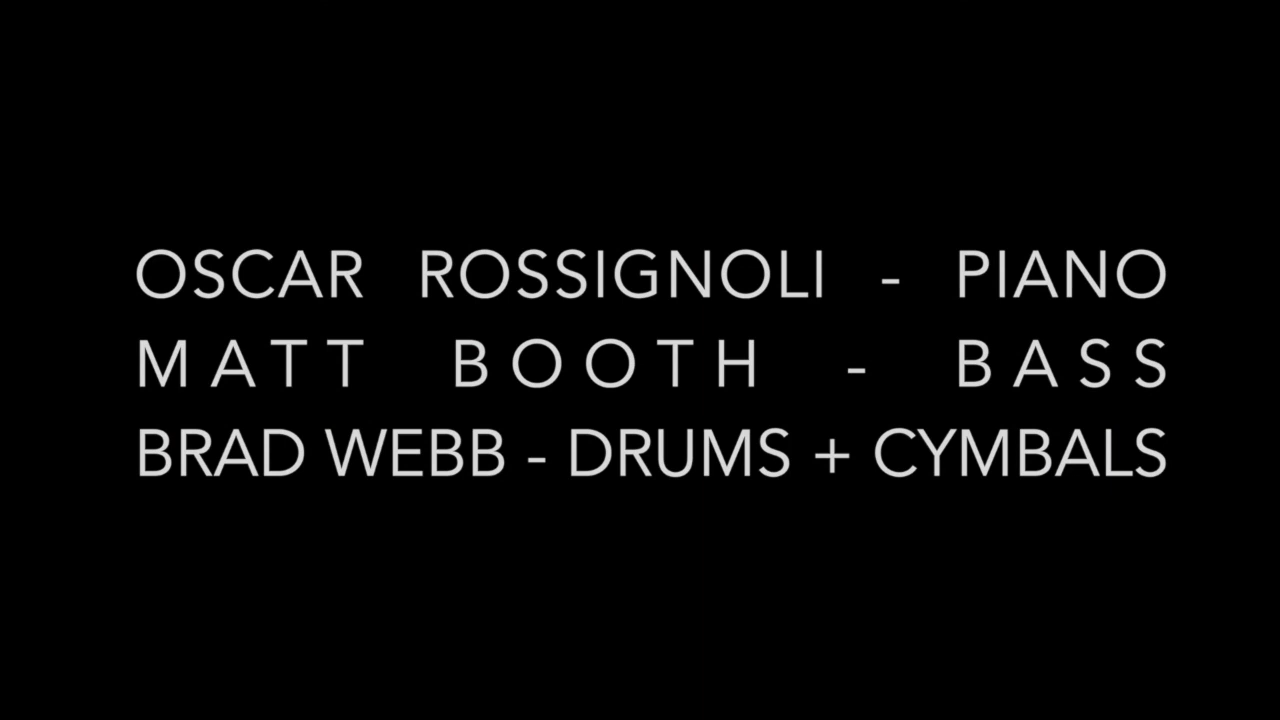 OSCAR ROSSIGNOLI - PIANO
MATT BOOTH - BASS
BRAD WEBB - DRUMS + CYMBALS